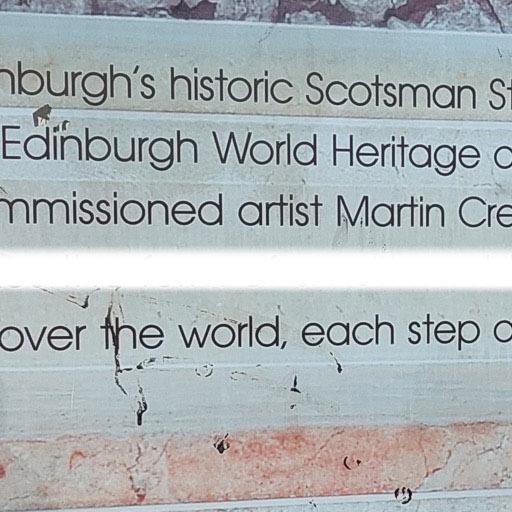 nburgh's historic Scotsman St
Edinburgh World Heritage
mmissioned artist Martin Cre
over the world, each step